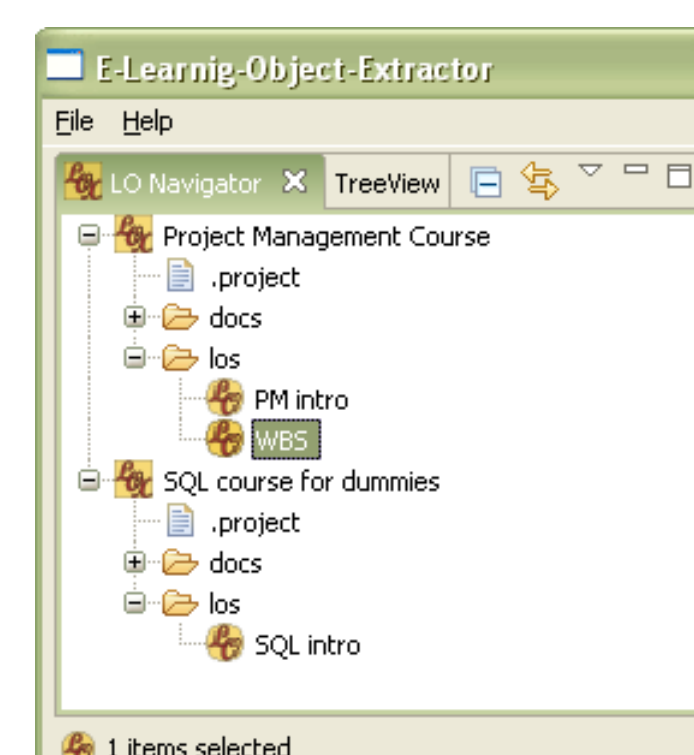 E-Learnig-Object-Extractor
File Help
LO Navigator TreeView
Project Management Course
.project
docs
los
PM intro
WBS
SQL course for dummies
.project
docs
los
SQL intro
1 items selected